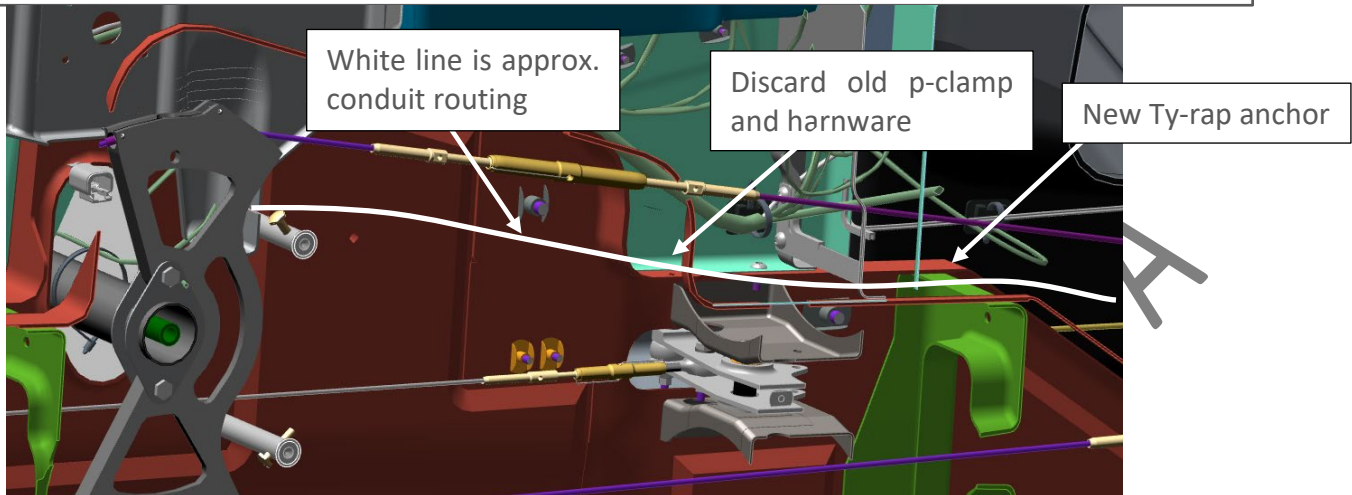 White line is approx.
conduit routing
Discard old p-clamp
and harnware
New Ty-rap anchor
A